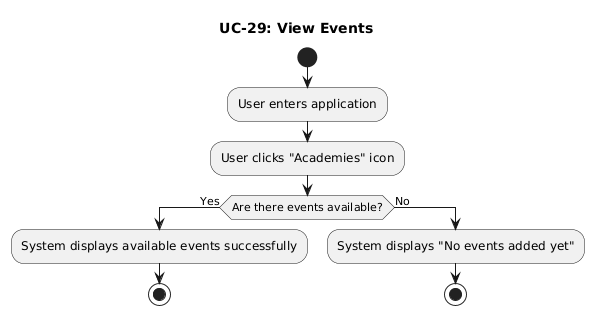 UC-29: View Events
User enters application
User clicks "Academies" icon
Yes
Are there events available?
No
System displays available events successfully
System displays "No events added yet"